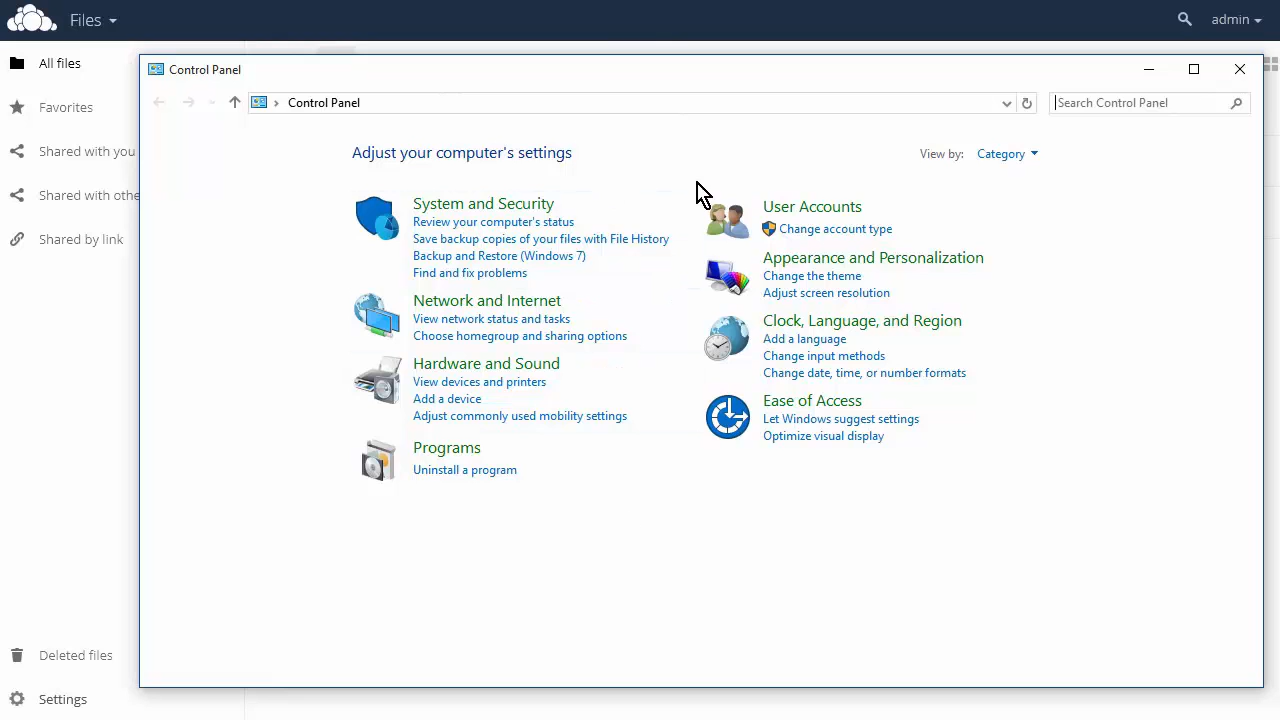 Files
admin
All files
Favorites
Shared with you
Shared with othe
Shared by link
Deleted files
Settings
Control Panel
Control Panel
Search Control Panel
Adjust your computer's settings
View by: Category
System and Security
Review your computer's status
Save backup copies of your files with File History
Backup and Restore (Windows 7)
Find and fix problems
Network and Internet
View network status and tasks
Choose homegroup and sharing options
Hardware and Sound
View devices and printers
Add a device
Adjust commonly used mobility settings
Programs
Uninstall a program
User Accounts
Change account type
Appearance and Personalization
Change the theme
Adjust screen resolution
Clock, Language, and Region
Add a language
Change input methods
Change date, time, or number formats
Ease of Access
Let Windows suggest settings
Optimize visual display